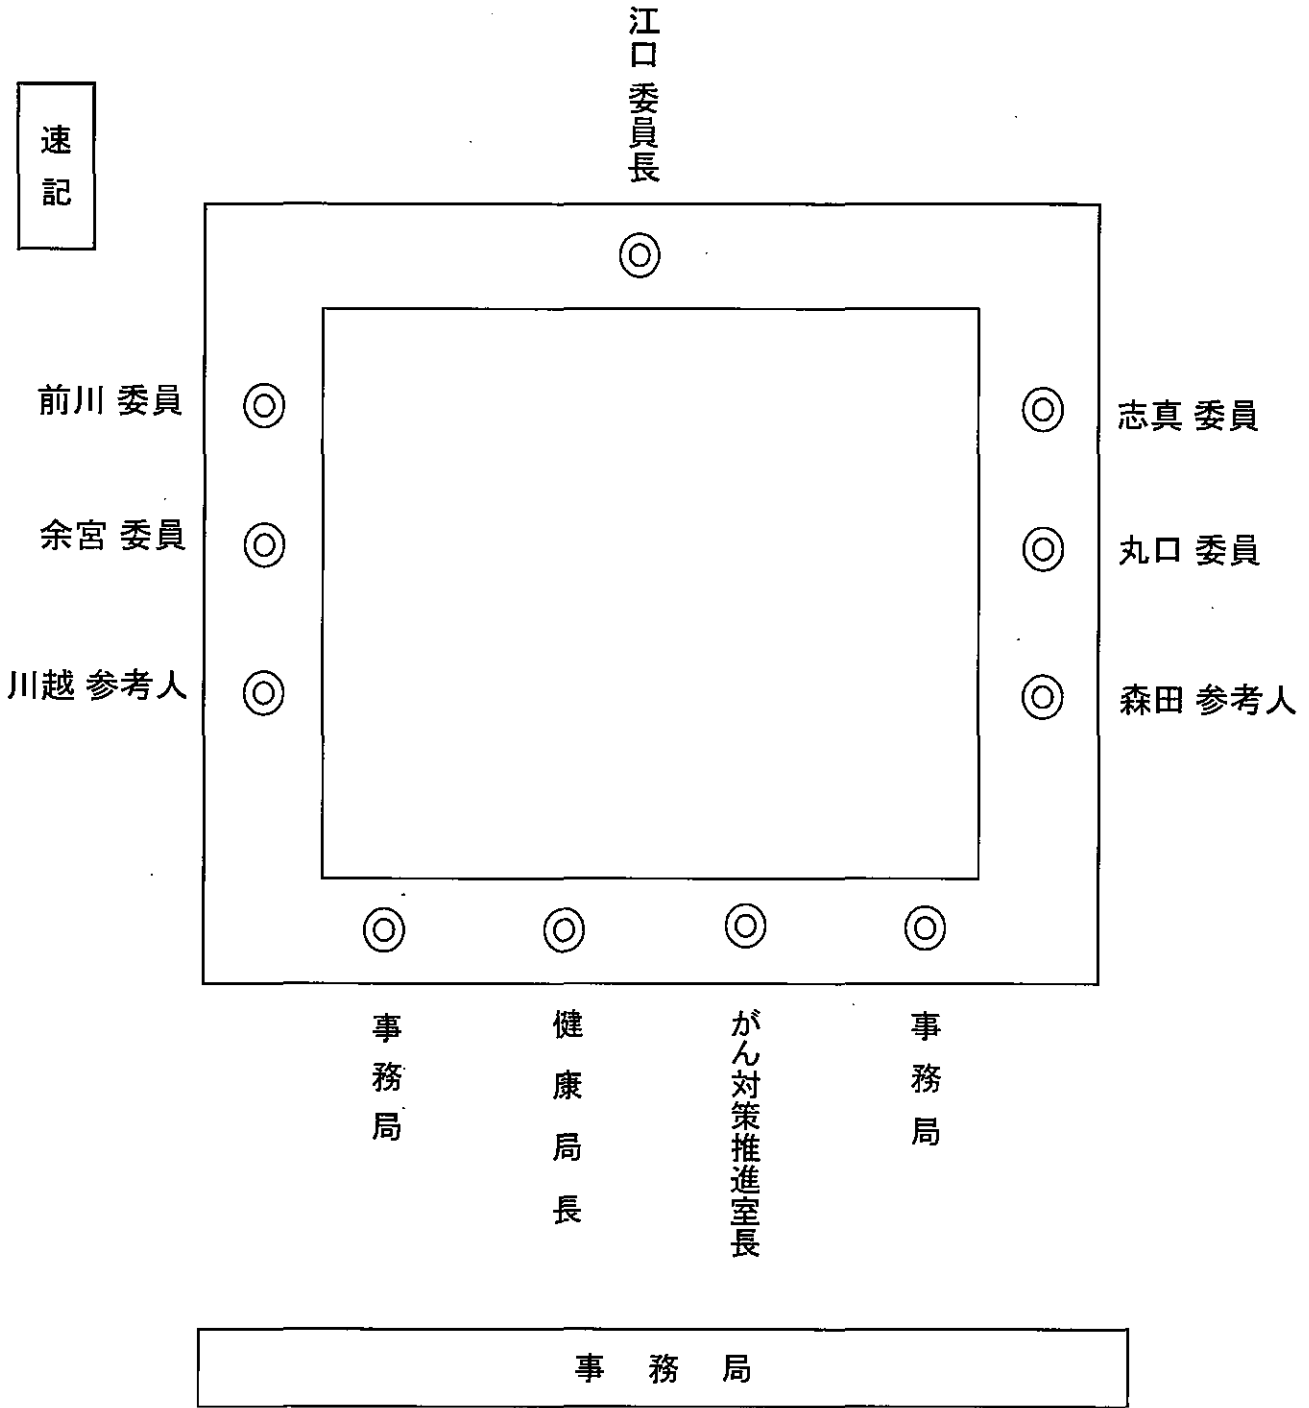 江口 委員長
速記
前川 委員
志真 委員
余宮 委員
丸口 委員
川越 参考人
森田 参考人
事務局
健康局長
がん対策推進室長
事務局
事務局